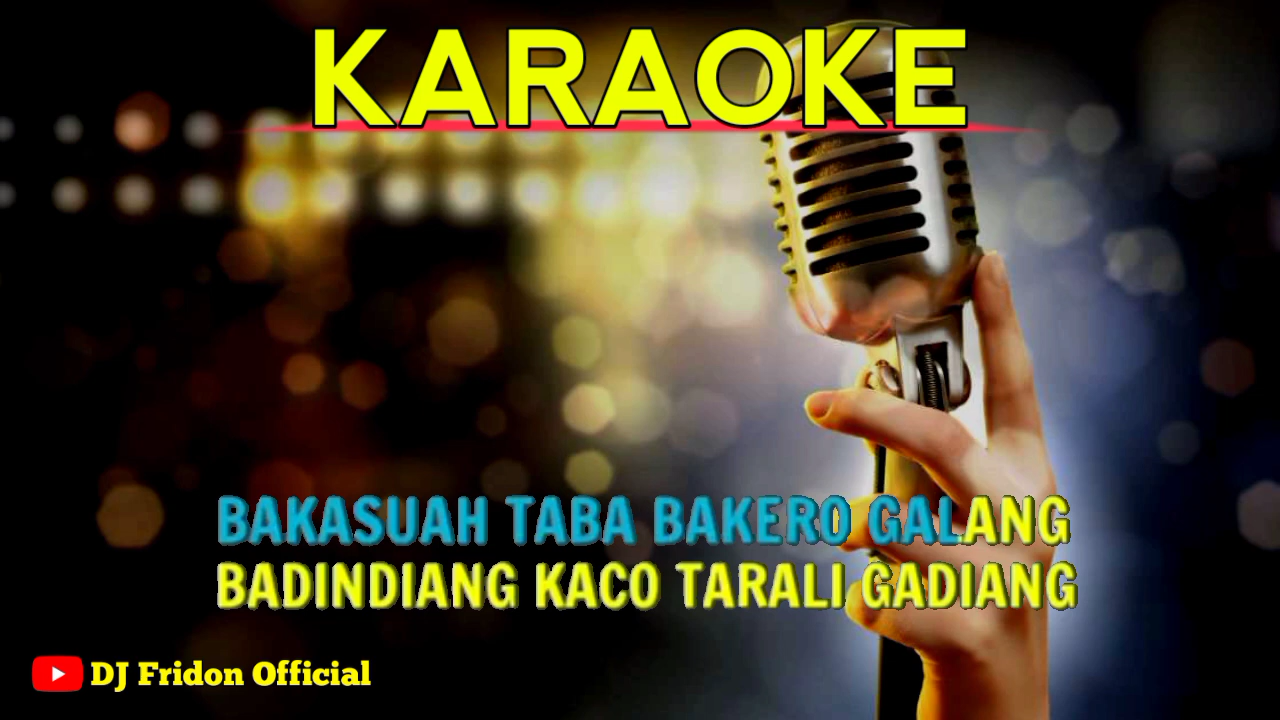 KARAOKE
BAKASUAH TABA BAKERO GALANG
BADINDIANG KACO TARALI GADIANG
DJ Fridon Official